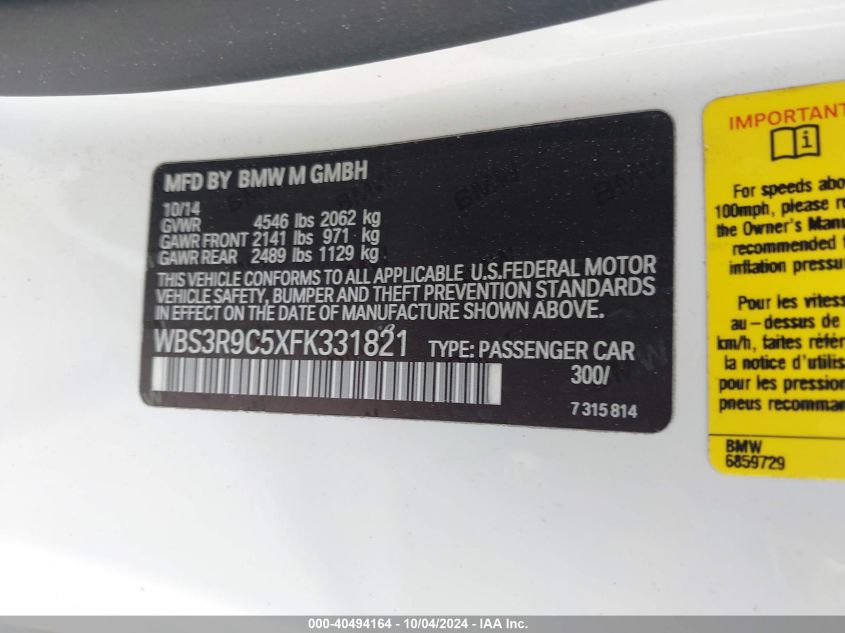 MFD BY BMW M GMBH
10/14
GVWR 4546 lbs 2062 kg
GAWR FRONT 2141 lbs 971 kg
GAWR REAR 2489 lbs 1129 kg
THIS VEHICLE CONFORMS TO ALL APPLICABLE U.S.FEDERAL MOTOR
VEHICLE SAFETY, BUMPER AND THEFT PREVENTION STANDARDS
IN EFFECT ON THE DATE OF MANUFACTURE SHOWN ABOVE.
WBS3R9C5XFK331821 TYPE: PASSENGER CAR
300/
7 315 814
IMPORTANT
For speeds abo
100mph, please re
the Owner's Manu
recommended
inflation pressu
Pour les vitess
au-dessus de
km/h, faites référe
la notice d'util
pour les pression
pneus recomman
BMW
6859729
000-40494164 - 10/04/2024 - IAA Inc.